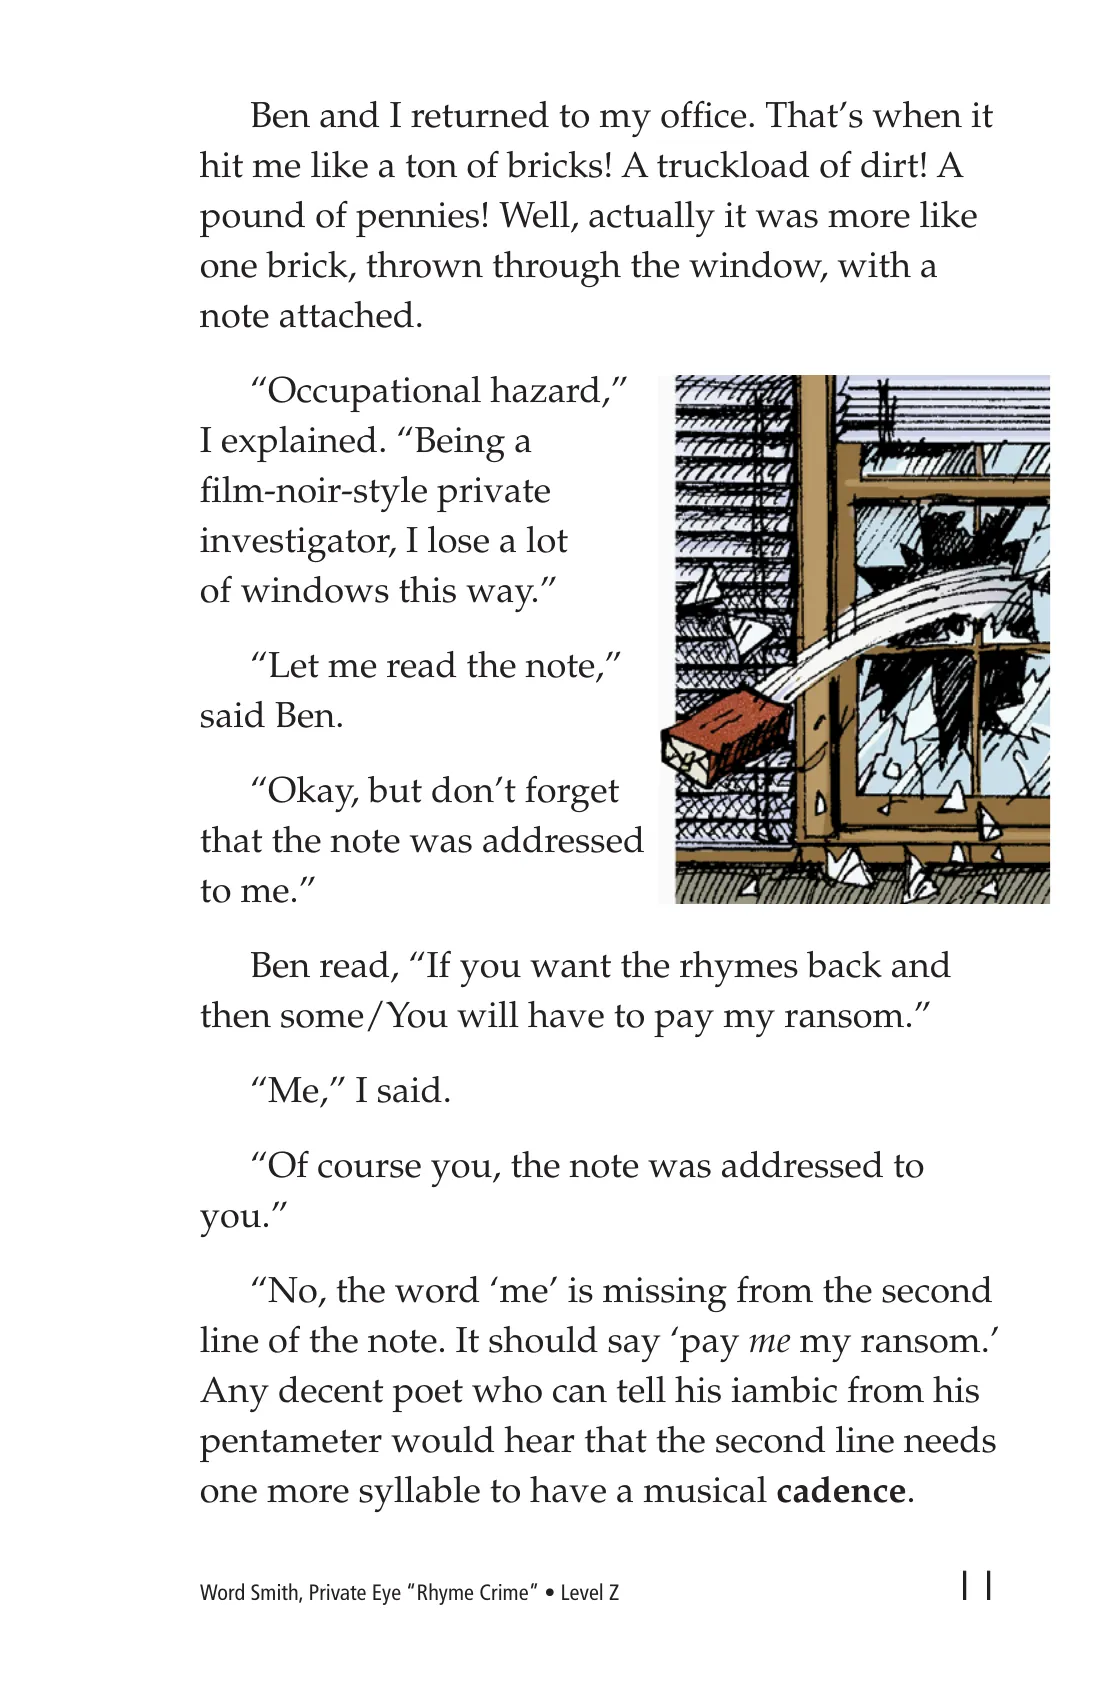 Ben and I returned to my office. That’s when it
hit me like a ton of bricks! A truckload of dirt! A
pound of pennies! Well, actually it was more like
one brick, thrown through the window, with a
note attached.
“Occupational hazard,”
I explained. “Being a
film-noir-style private
investigator, I lose a lot
of windows this way.”
“Let me read the note,”
said Ben.
“Okay, but don’t forget
that the note was addressed
to me.”
Ben read, “If you want the rhymes back and
then some/You will have to pay my ransom.”
“Me,” I said.
“Of course you, the note was addressed to
you.”
“No, the word ‘me’ is missing from the second
line of the note. It should say ‘pay me my ransom.’
Any decent poet who can tell his iambic from his
pentameter would hear that the second line needs
one more syllable to have a musical cadence.
Word Smith, Private Eye “Rhyme Crime” • Level Z
11